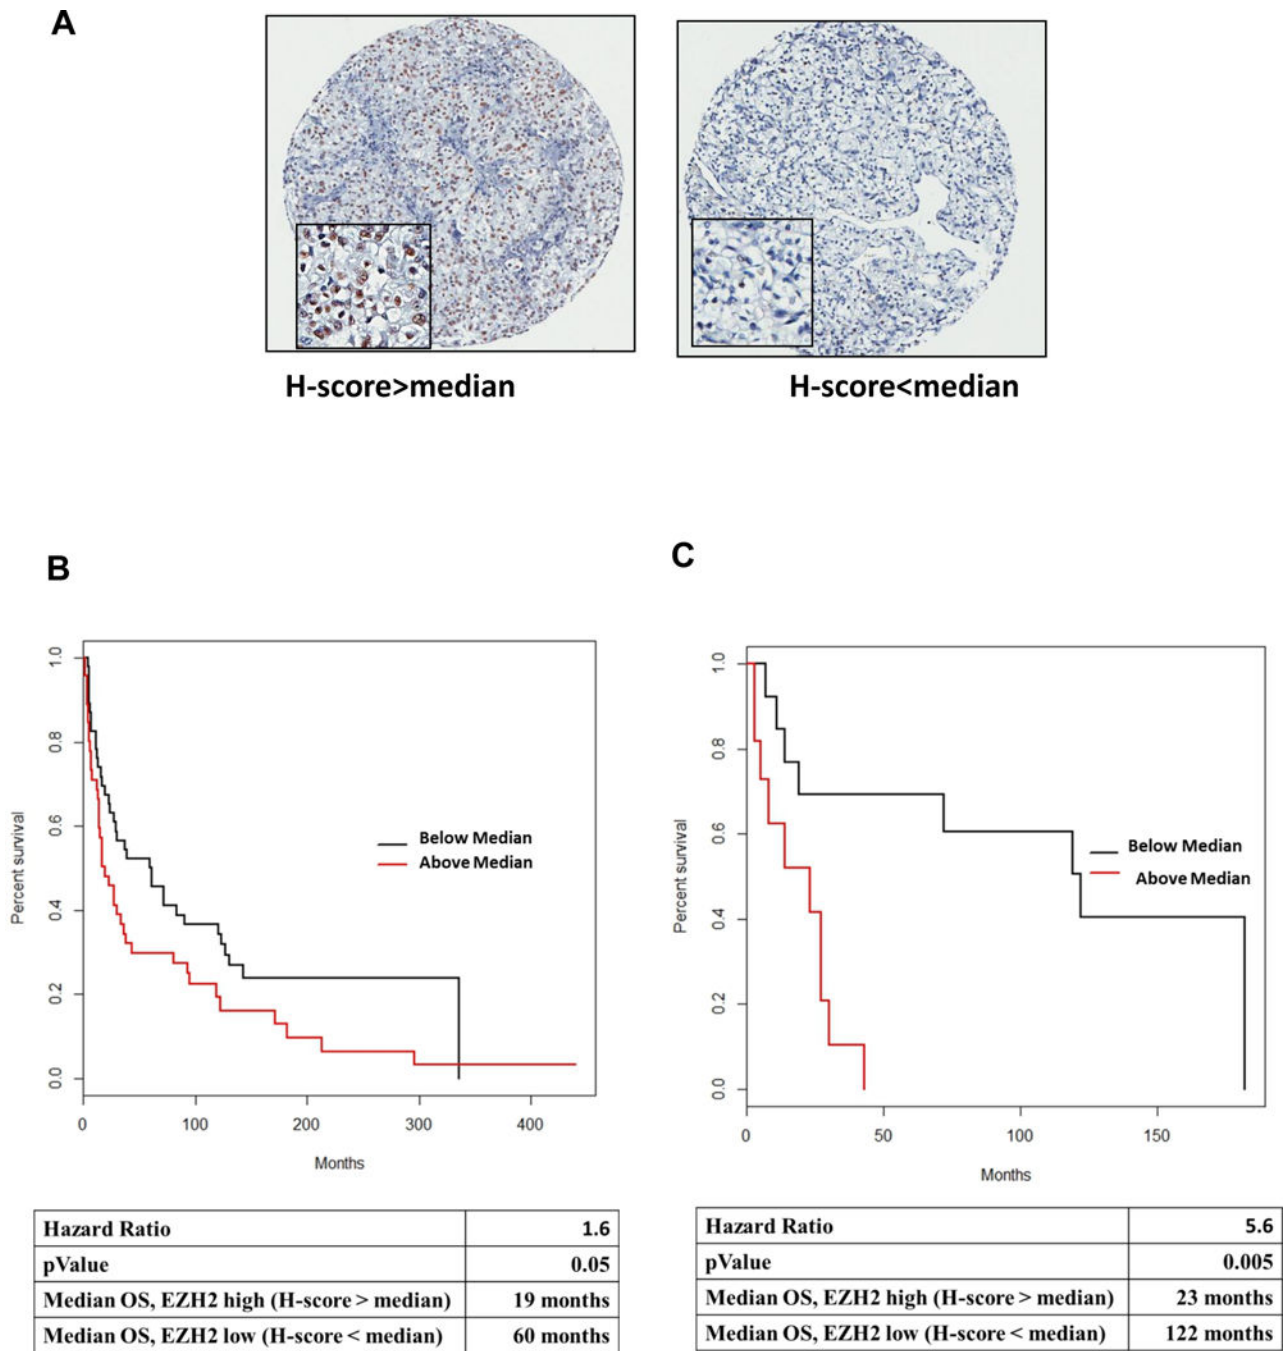 A
H-score>median
H-score<median
B
1.0
0.8
0.6
0.4
0.2
0.0
Percent survival
Below Median
Above Median
0 100 200 300 400
Months
Hazard Ratio 1.6
pValue 0.05
Median OS, EZH2 high (H-score > median) 19 months
Median OS, EZH2 low (H-score < median) 60 months
C
1.0
0.8
0.6
0.4
0.2
0.0
Percent survival
Below Median
Above Median
0 50 100 150
Months
Hazard Ratio 5.6
pValue 0.005
Median OS, EZH2 high (H-score > median) 23 months
Median OS, EZH2 low (H-score < median) 122 months